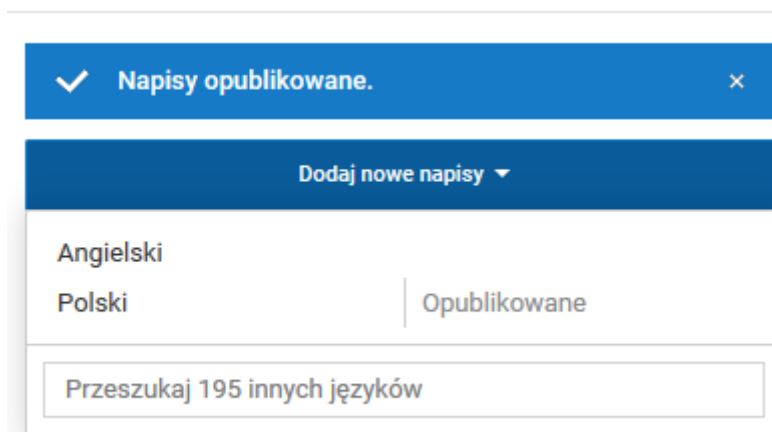 Napisy opublikowane.
Dodaj nowe napisy
Angielski
Polski Opublikowane
Przeszukaj 195 innych języków